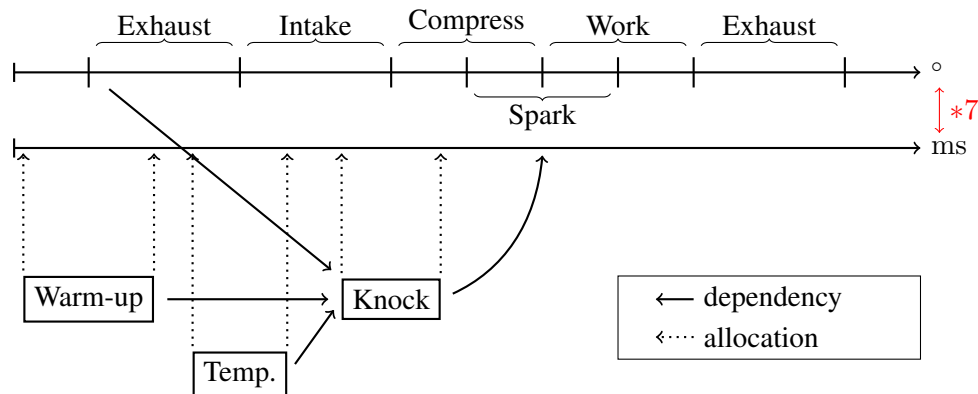 Exhaust
Intake
Compress
Work
Exhaust
°
Spark
*7
ms
Warm-up
Knock
Temp.
dependency
allocation